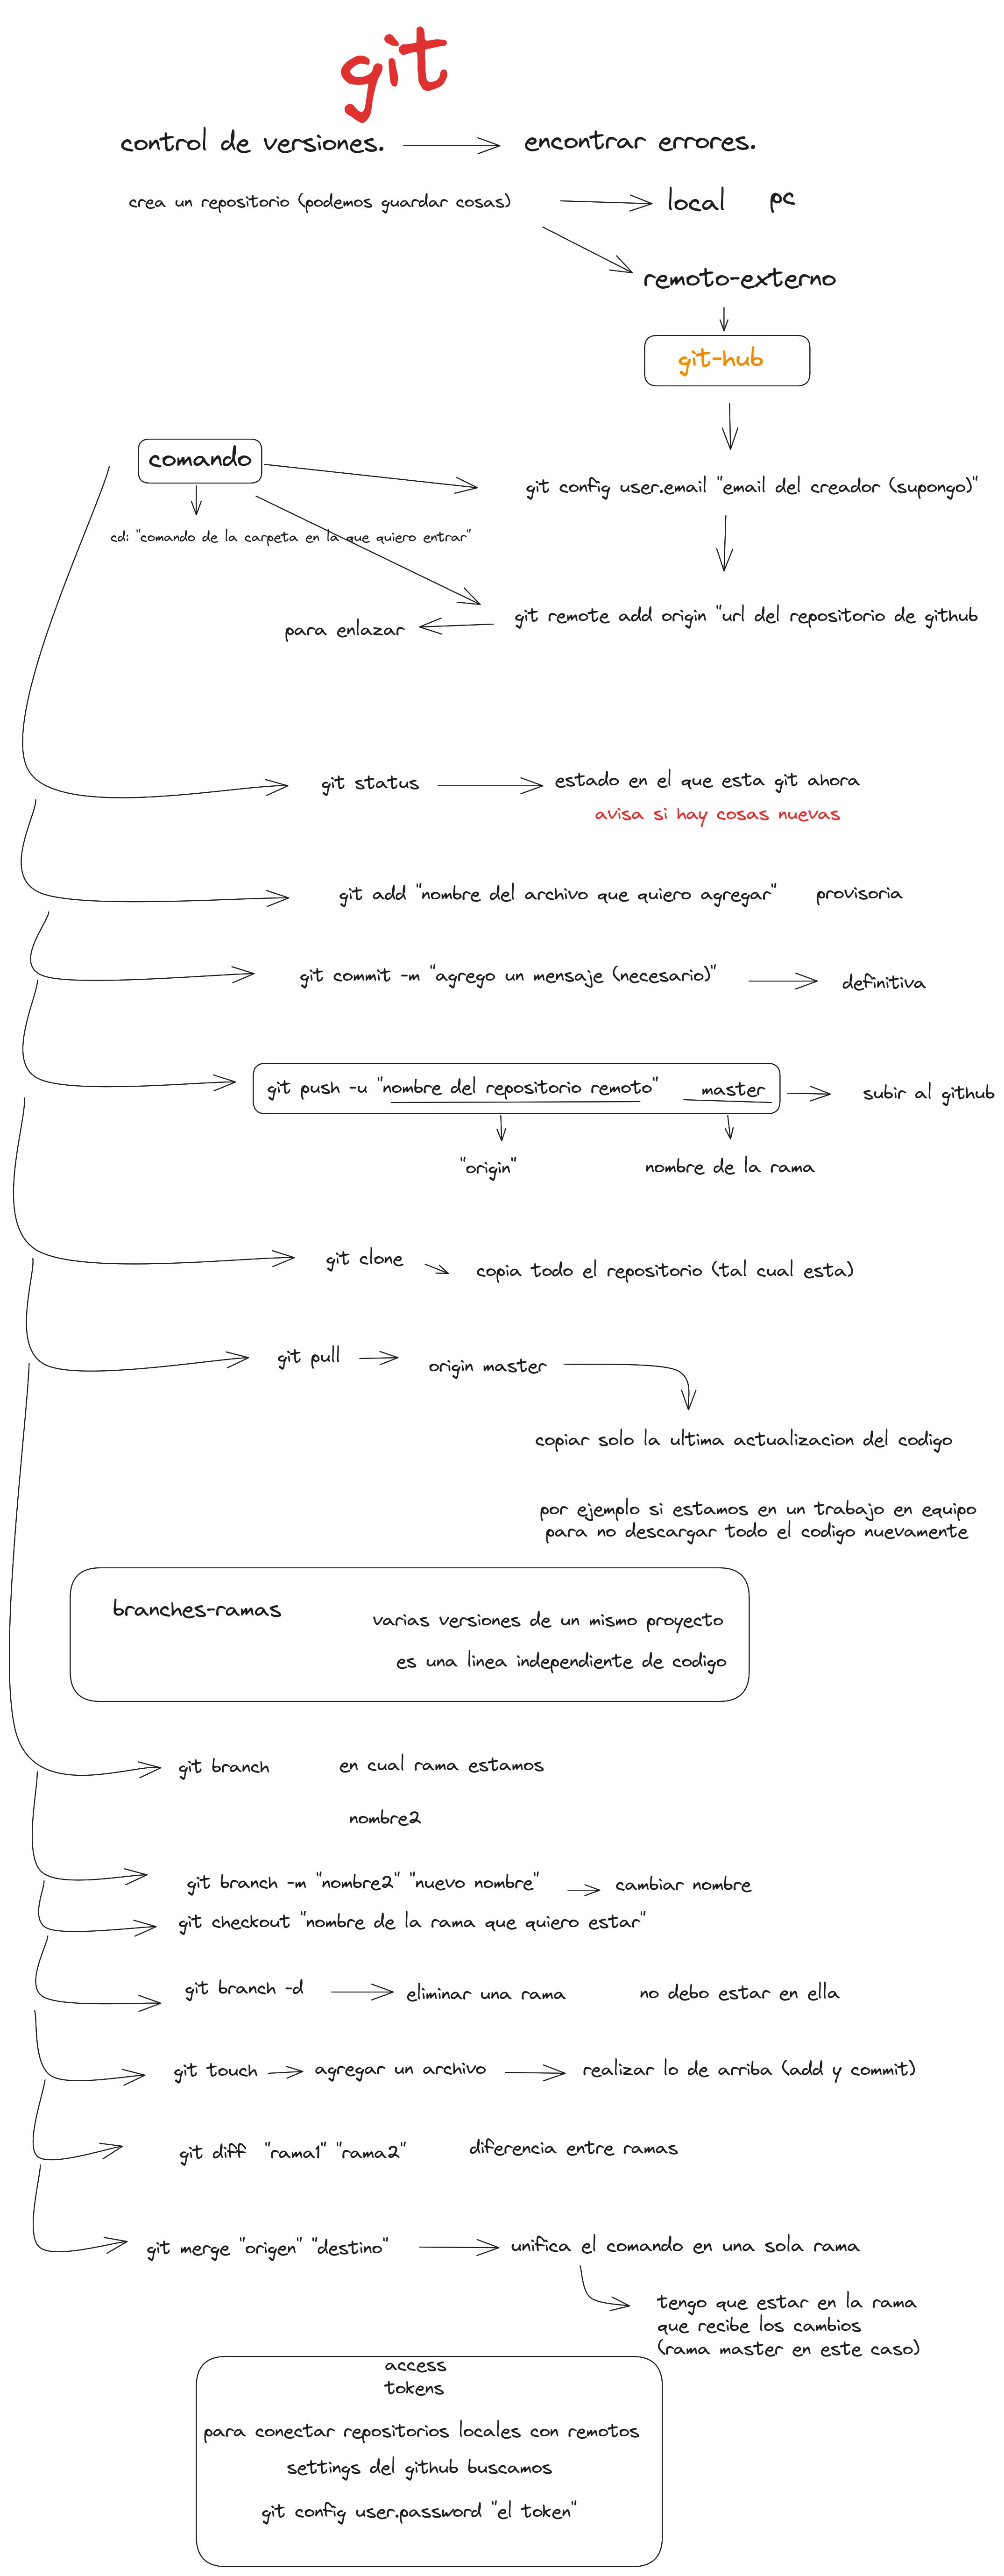 git
control de versiones. encontrar errores.
crea un repositorio (podemos guardar cosas) local pc
remoto-externo
git-hub
comando
git config user.email "email del creador (supongo)"
cd: "comando de la carpeta en la que quiero entrar"
git remote add origin "url del repositorio de github
para enlazar
git status estado en el que esta git ahora
avisa si hay cosas nuevas
git add "nombre del archivo que quiero agregar" provisoria
git commit -m "agrego un mensaje (necesario)" definitiva
git push -u "nombre del repositorio remoto" master subir al github
"origin" nombre de la rama
git clone copia todo el repositorio (tal cual esta)
git pull origin master
copiar solo la ultima actualizacion del codigo
por ejemplo si estamos en un trabajo en equipo
para no descargar todo el codigo nuevamente
branches-ramas varias versiones de un mismo proyecto
es una linea independiente de codigo
git branch en cual rama estamos
nombre2
git branch -m "nombre2" "nuevo nombre" cambiar nombre
git checkout "nombre de la rama que quiero estar"
git branch -d eliminar una rama no debo estar en ella
git touch agregar un archivo realizar lo de arriba (add y commit)
git diff "rama1" "rama2" diferencia entre ramas
git merge "origen" "destino" unifica el comando en una sola rama
tengo que estar en la rama
que recibe los cambios
(rama master en este caso)
access
tokens
para conectar repositorios locales con remotos
settings del github buscamos
git config user.password "el token"